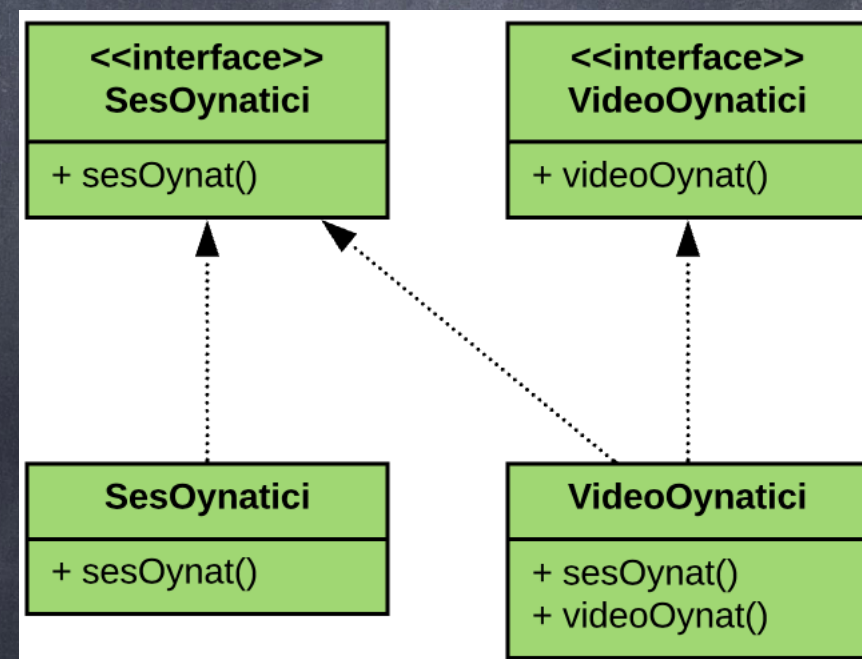 <<interface>>
SesOynatici
+ sesOynat()
<<interface>>
VideoOynatici
+ videoOynat()
SesOynatici
+ sesOynat()
VideoOynatici
+ sesOynat()
+ videoOynat()